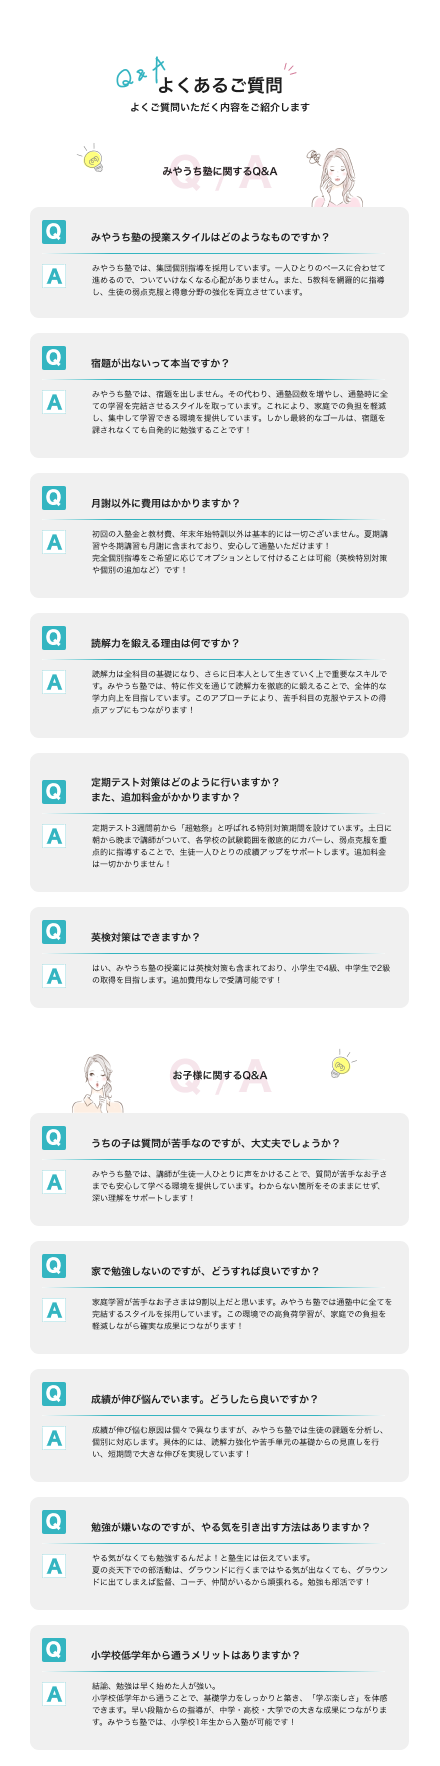 Q&A
よくあるご質問
よくご質問いただく内容をご紹介します
Q/A
みやうち塾に関するQ&A
Q
みやうち塾の授業スタイルはどのようなものですか？
A
みやうち塾では、集団個別指導を採用しています。一人ひとりのペースに合わせて
進めるので、ついていけなくなる心配がありません。また、5教科を網羅的に指導
し、生徒の弱点克服と得意分野の強化を両立させています。
Q
宿題が出ないって本当ですか？
A
みやうち塾では、宿題を出しません。その代わり、通塾回数を増やし、通塾時に全
ての学習を完結させるスタイルを取っています。これにより、家庭での負担を軽減
し、集中して学習できる環境を提供しています。しかし最終的なゴールは、宿題を
課されなくても自発的に勉強することです！
Q
月謝以外に費用はかかりますか？
A
初回の入塾金と教材費、年末年始特訓以外は基本的には一切ございません。夏期講
習や冬期講習も月謝に含まれており、安心して通塾いただけます！
完全個別指導をご希望に応じてオプションとして付けることは可能（英検特別対策
や個別の追加など）です！
Q
読解力を鍛える理由は何ですか？
A
読解力は全科目の基礎になり、さらに日本人として生きていく上で重要なスキルで
す。みやうち塾では、特に作文を通じて読解力を徹底的に鍛えることで、全体的な
学力向上を目指しています。このアプローチにより、苦手科目の克服やテストの得
点アップにもつながります！
Q
定期テスト対策はどのように行いますか？
また、追加料金がかかりますか？
A
定期テスト3週間前から「超勉祭」と呼ばれる特別対策期間を設けています。土日に
朝から晩まで講師がついて、各学校の試験範囲を徹底的にカバーし、弱点克服を重
点的に指導することで、生徒一人ひとりの成績アップをサポートします。追加料金
は一切かかりません！
Q
英検対策はできますか？
A
はい、みやうち塾の授業には英検対策も含まれており、小学生で4級、中学生で2級
の取得を目指します。追加費用なしで受講可能です！
Q/A
お子様に関するQ&A
Q
うちの子は質問が苦手なのですが、大丈夫でしょうか？
A
みやうち塾では、講師が生徒一人ひとりに声をかけることで、質問が苦手なお子さ
までも安心して学べる環境を提供しています。わからない箇所をそのままにせず、
深い理解をサポートします！
Q
家で勉強しないのですが、どうすれば良いですか？
A
家庭学習が苦手なお子さまは9割以上だと思います。みやうち塾では通塾中に全てを
完結するスタイルを採用しています。この環境での高負荷学習が、家庭での負担を
軽減しながら確実な成果につながります！
Q
成績が伸び悩んでいます。どうしたら良いですか？
A
成績が伸び悩む原因は個々で異なりますが、みやうち塾では生徒の課題を分析し、
個別に対応します。具体的には、読解力強化や苦手単元の基礎からの見直しを行
い、短期間で大きな伸びを実現しています！
Q
勉強が嫌いなのですが、やる気を引き出す方法はありますか？
A
やる気がなくても勉強するんだよ！と塾生には伝えています。
夏の炎天下での部活動は、グラウンドに行くまではやる気が出なくても、グラウン
ドに出てしまえば監督、コーチ、仲間がいるから頑張れる。勉強も部活です！
Q
小学校低学年から通うメリットはありますか？
A
結論、勉強は早く始めた人が強い。
小学校低学年から通うことで、基礎学力をしっかりと築き、「学ぶ楽しさ」を体感
できます。早い段階からの指導が、中学・高校・大学での大きな成果につながりま
す。みやうち塾では、小学校1年生から入塾が可能です！